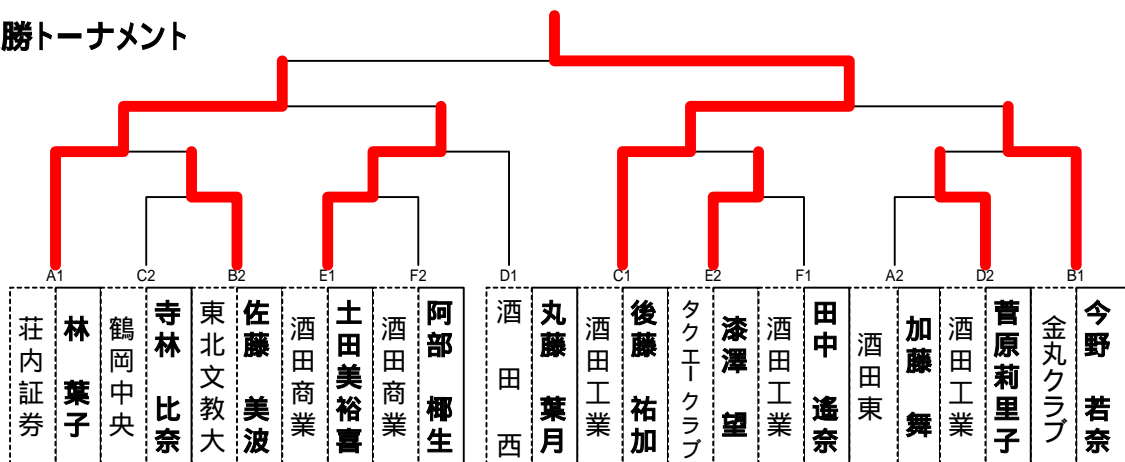 勝トーナメント
A1 C2 B2 E1 F2 D1 C1 E2 F1 A2 D2 B1
荘内証券
林 葉子
鶴岡中央
寺林 比奈
東北文教大
佐藤 美波
酒田商業
土田美裕喜
酒田商業
阿部 椰生
酒田西
丸藤 葉月
酒田工業
後藤 祐加
タクエークラブ
漆澤 望
酒田工業
田中 遙奈
酒田東
加藤 舞
酒田工業
菅原莉里子
金丸クラブ
今野 若奈